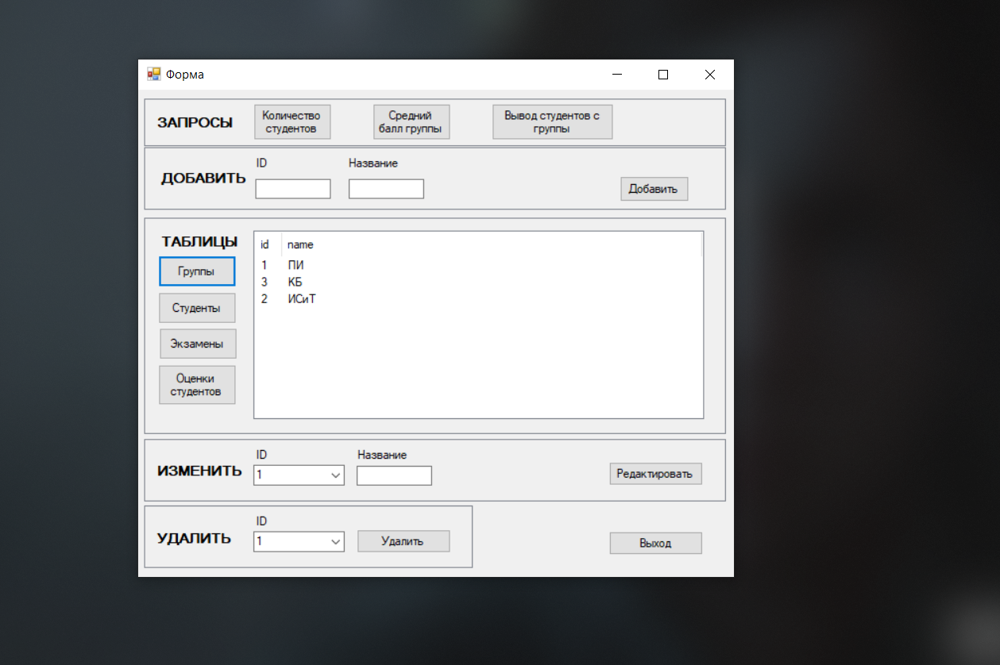 Форма
ЗАПРОСЫ
Количество
студентов
Средний
балл группы
Вывод студентов с
группы
ДОБАВИТЬ
ID
Название
Добавить
ТАБЛИЦЫ
Группы
Студенты
Экзамены
Оценки
студентов
id name
1 ПИ
3 КБ
2 ИСиТ
ИЗМЕНИТЬ
ID
1
Название
Редактировать
УДАЛИТЬ
ID
1
Удалить
Выход